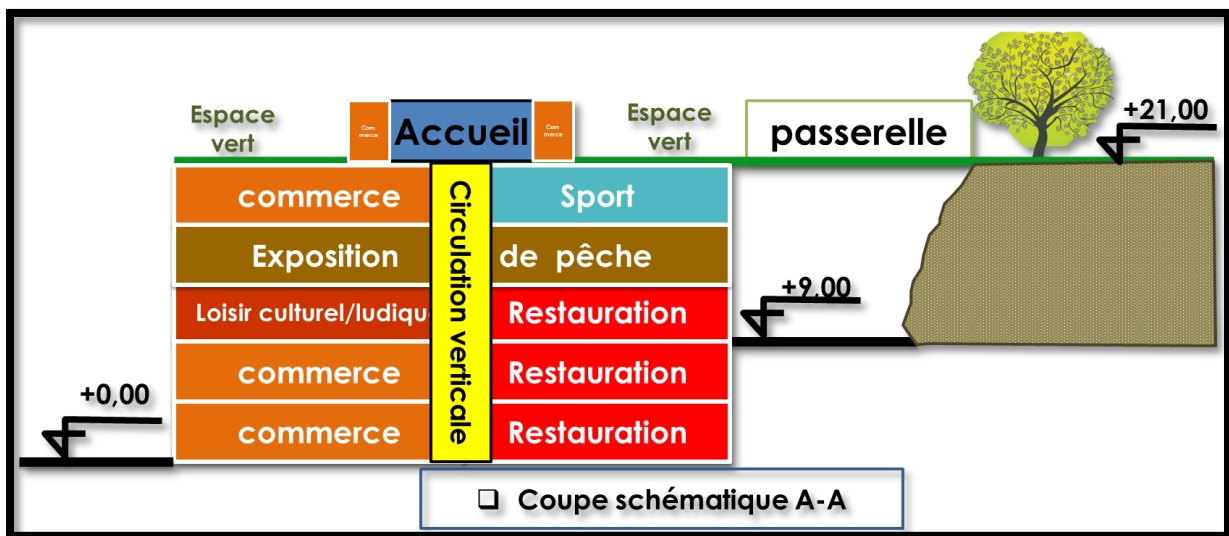 Espace
vert
Com
merce
Accueil
Com
merce
Espace
vert
passerelle
+21,00
commerce
Sport
Exposition de pêche
+9,00
Loisir culturel/ludiqu
Restauration
commerce
Restauration
+0,00
commerce
Restauration
Circulation verticale
❑ Coupe schématique A-A